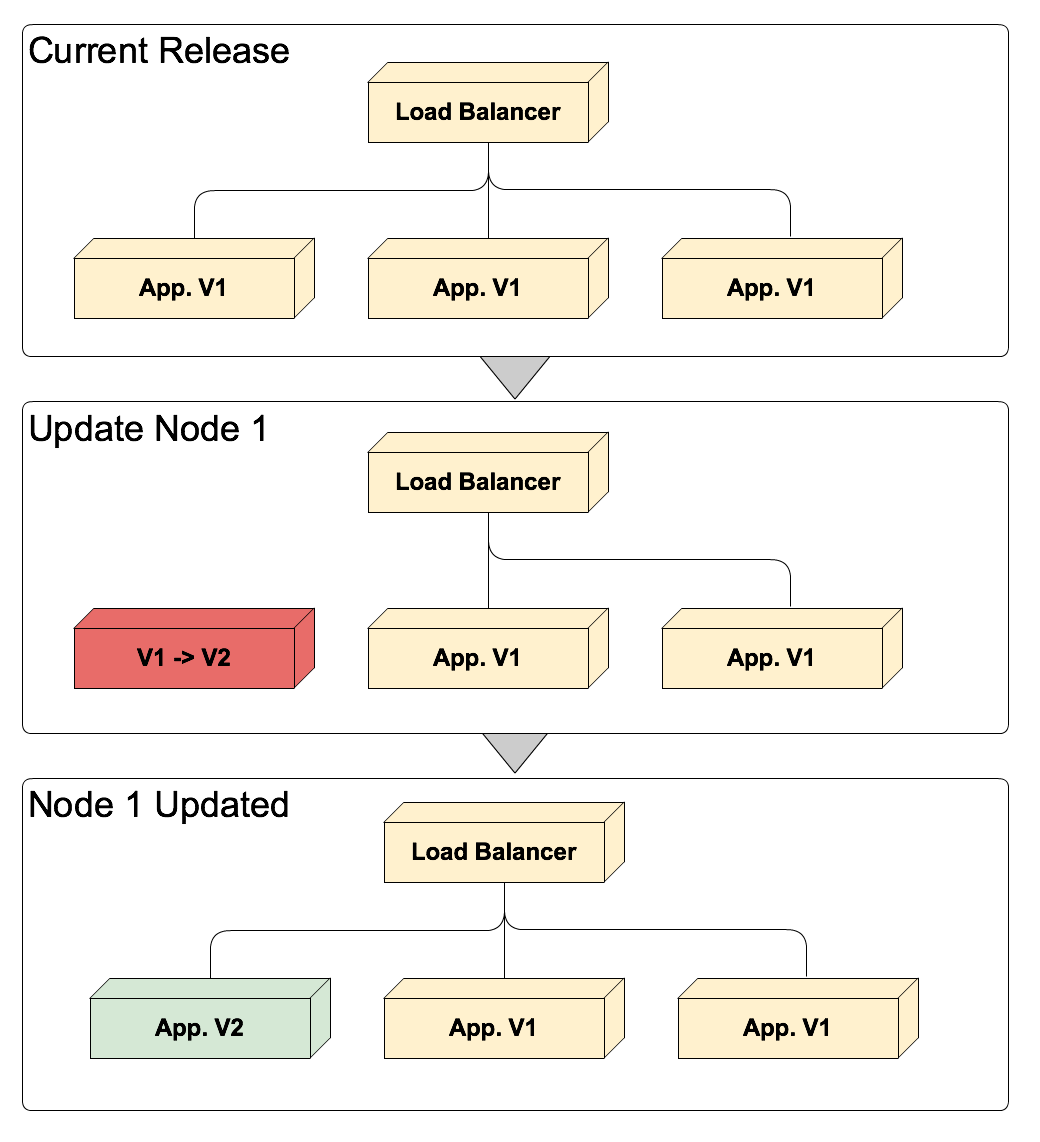 Current Release
Load Balancer
App. V1
App. V1
App. V1
Update Node 1
Load Balancer
V1 -> V2
App. V1
App. V1
Node 1 Updated
Load Balancer
App. V2
App. V1
App. V1